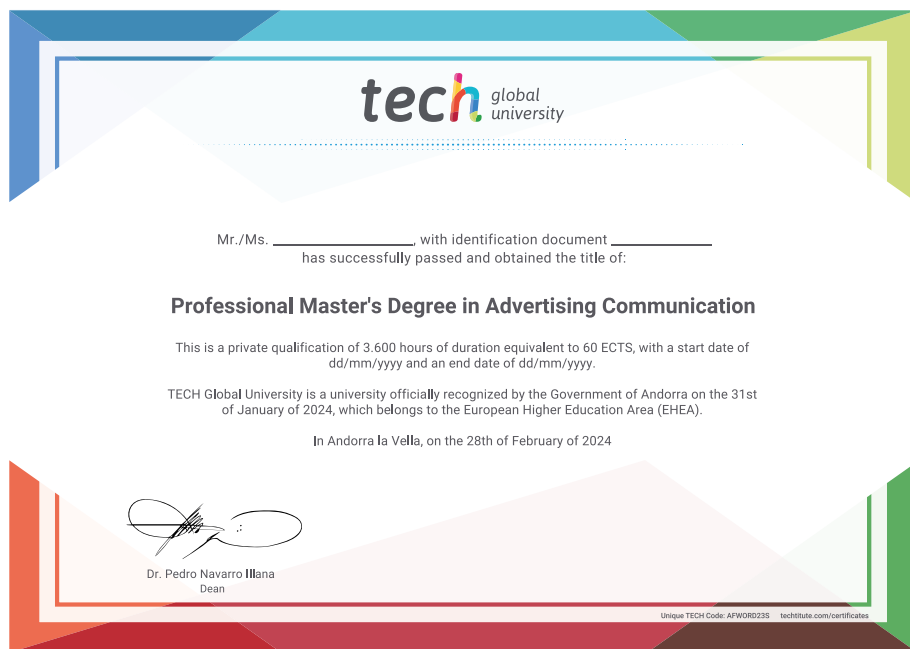 tech global
university
Mr./Ms. ____________, with identification document ____________
has successfully passed and obtained the title of:
Professional Master's Degree in Advertising Communication
This is a private qualification of 3.600 hours of duration equivalent to 60 ECTS, with a start date of
dd/mm/yyyy and an end date of dd/mm/yyyy.
TECH Global University is a university officially recognized by the Government of Andorra on the 31st
of January of 2024, which belongs to the European Higher Education Area (EHEA).
In Andorra la Vella, on the 28th of February of 2024
Dr. Pedro Navarro Illana
Dean
Unique TECH Code: AFWORD23S techtitute.com/certificates